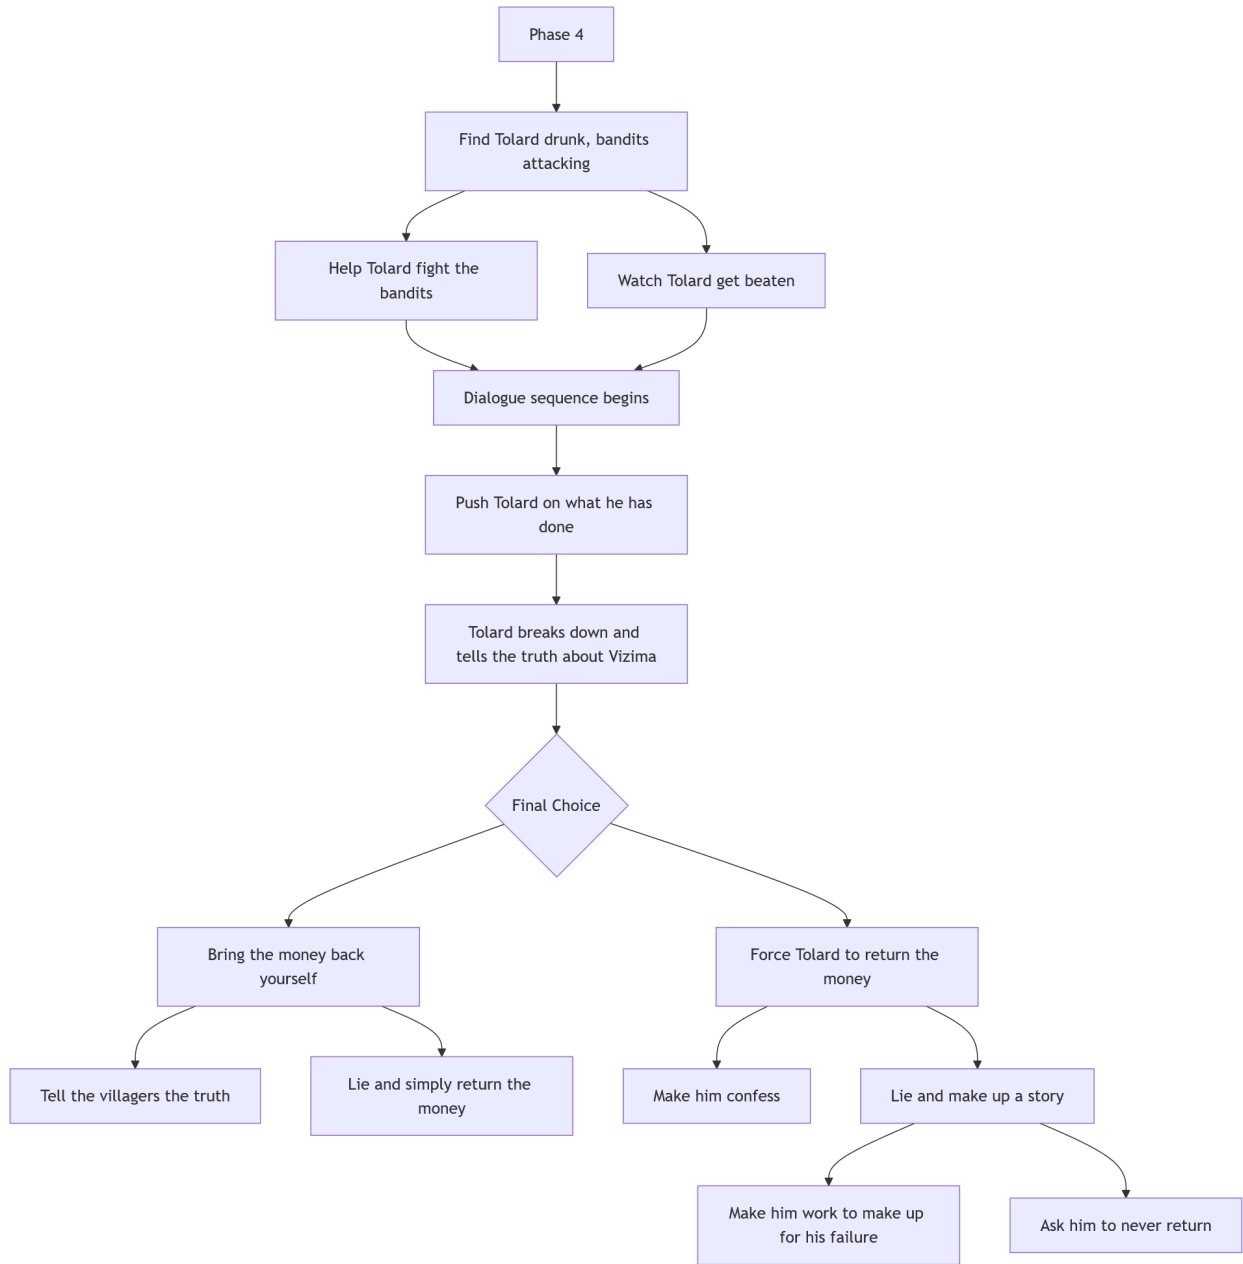 Phase 4
Find Tolard drunk, bandits
attacking
Help Tolard fight the
bandits
Watch Tolard get beaten
Dialogue sequence begins
Push Tolard on what he has
done
Tolard breaks down and
tells the truth about Vizima
Final Choice
Bring the money back
yourself
Force Tolard to return the
money
Tell the villagers the truth
Lie and simply return the
money
Make him confess
Lie and make up a story
Make him work to make up
for his failure
Ask him to never return